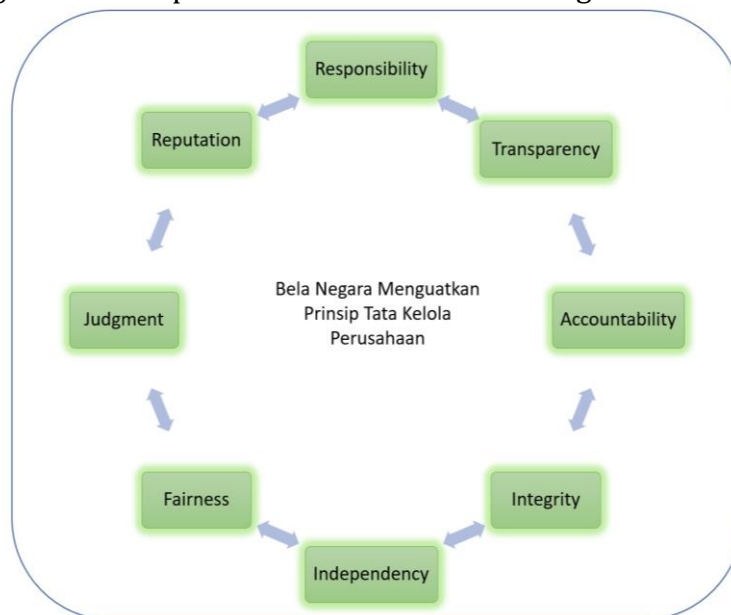 Responsibility
Reputation
Transparency
Bela Negara Menguatkan
Prinsip Tata Kelola
Perusahaan
Judgment
Accountability
Fairness
Integrity
Independency